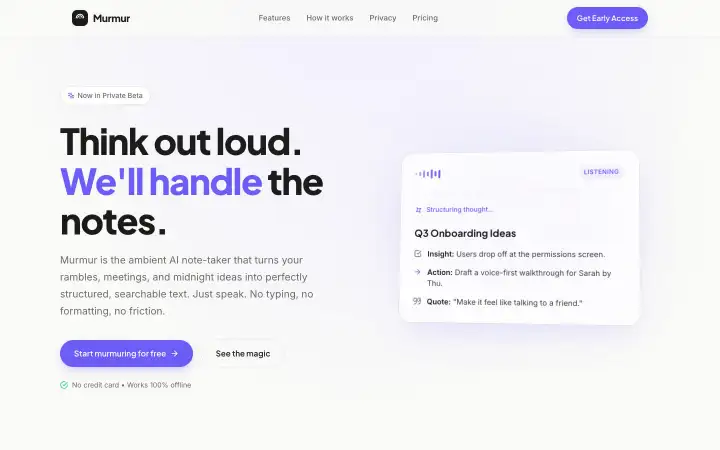 Murmur
Features
How it works
Privacy
Pricing
Get Early Access
Now in Private Beta
Think out loud.
We'll handle the
notes.
Murmur is the ambient AI note-taker that turns your
rambles, meetings, and midnight ideas into perfectly
structured, searchable text. Just speak. No typing, no
formatting, no friction.
Start murmuring for free →
See the magic
No credit card • Works 100% offline
LISTENING
Structuring thought...
Q3 Onboarding Ideas
Insight: Users drop off at the permissions screen.
Action: Draft a voice-first walkthrough for Sarah by
Thu.
Quote: "Make it feel like talking to a friend."